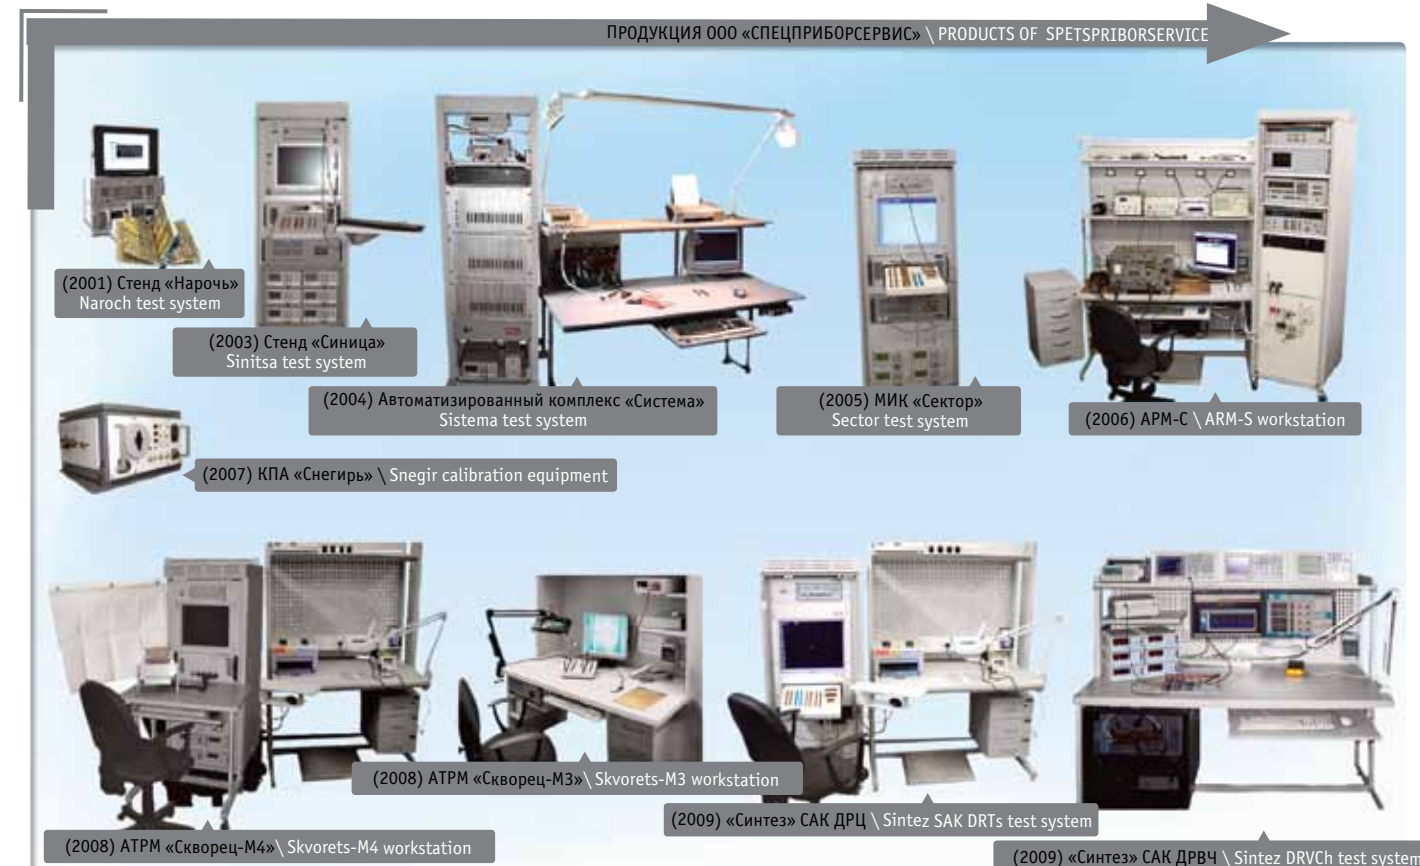 ПРОДУКЦИЯ ООО «СПЕЦПРИБОРСЕРВИС» \ PRODUCTS OF SPETSPRIBORSERVICE
(2001) Стенд «Нарочь»
Naroch test system
(2003) Стенд «Синица»
Sinitsa test system
(2004) Автоматизированный комплекс «Система»
Sistema test system
(2005) МИК «Сектор»
Sector test system
(2006) АРМ-С \ ARM-S workstation
(2007) КПА «Снегирь» \ Snegir calibration equipment
(2008) АТРМ «Скворец-М3» \ Skvorets-M3 workstation
(2009) «Синтез» САК ДРЦ \ Sintez SAK DRTs test system
(2008) АТРМ «Скворец-М4» \ Skvorets-M4 workstation
(2009) «Синтез» САК ДРВЧ \ Sintez DRVCh test system